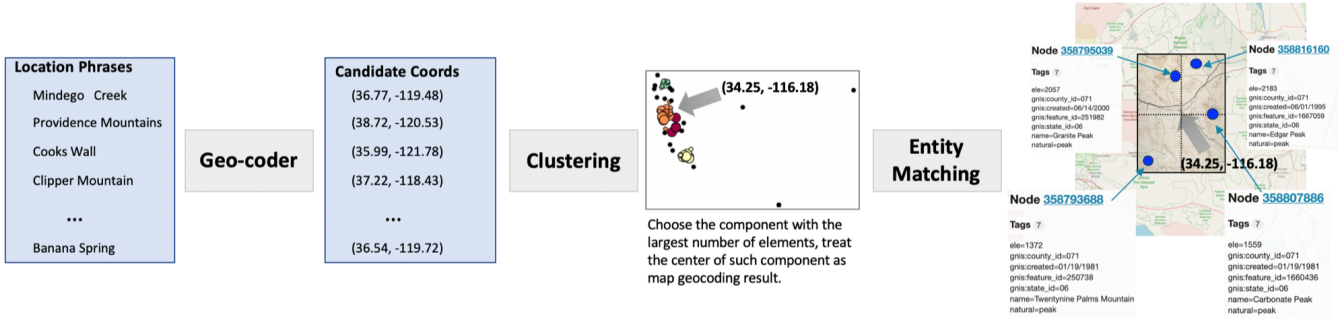 Location Phrases
Mindego Creek
Providence Mountains
Cooks Wall
Clipper Mountain
...
Banana Spring
Geo-coder
Candidate Coords
(36.77, -119.48)
(38.72, -120.53)
(35.99, -121.78)
(37.22, -118.43)
...
(36.54, -119.72)
Clustering
(34.25, -116.18)
Choose the component with the
largest number of elements, treat
the center of such component as
map geocoding result.
Entity
Matching
Node 358795039
Tags 7
ele=2057
gnis:county_id=071
gnis:created=06/14/2000
gnis:feature_id=251982
gnis:state_id=06
name=Granite Peak
natural=peak
Node 358816160
Tags 7
ele=2183
gnis:county_id=071
gnis:created=06/01/1995
gnis:feature_id=1667059
gnis:state_id=06
name=Edgar Peak
natural=peak
(34.25, -116.18)
Node 358793688
Tags 7
ele=1372
gnis:county_id=071
gnis:created=01/19/1981
gnis:feature_id=250738
gnis:state_id=06
name=Twentynine Palms Mountain
natural=peak
Node 358807886
Tags 7
ele=1559
gnis:county_id=071
gnis:created=01/19/1981
gnis:feature_id=1660436
gnis:state_id=06
name=Carbonate Peak
natural=peak